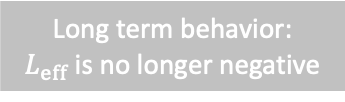 Long term behavior:
𝐿eff is no longer negative